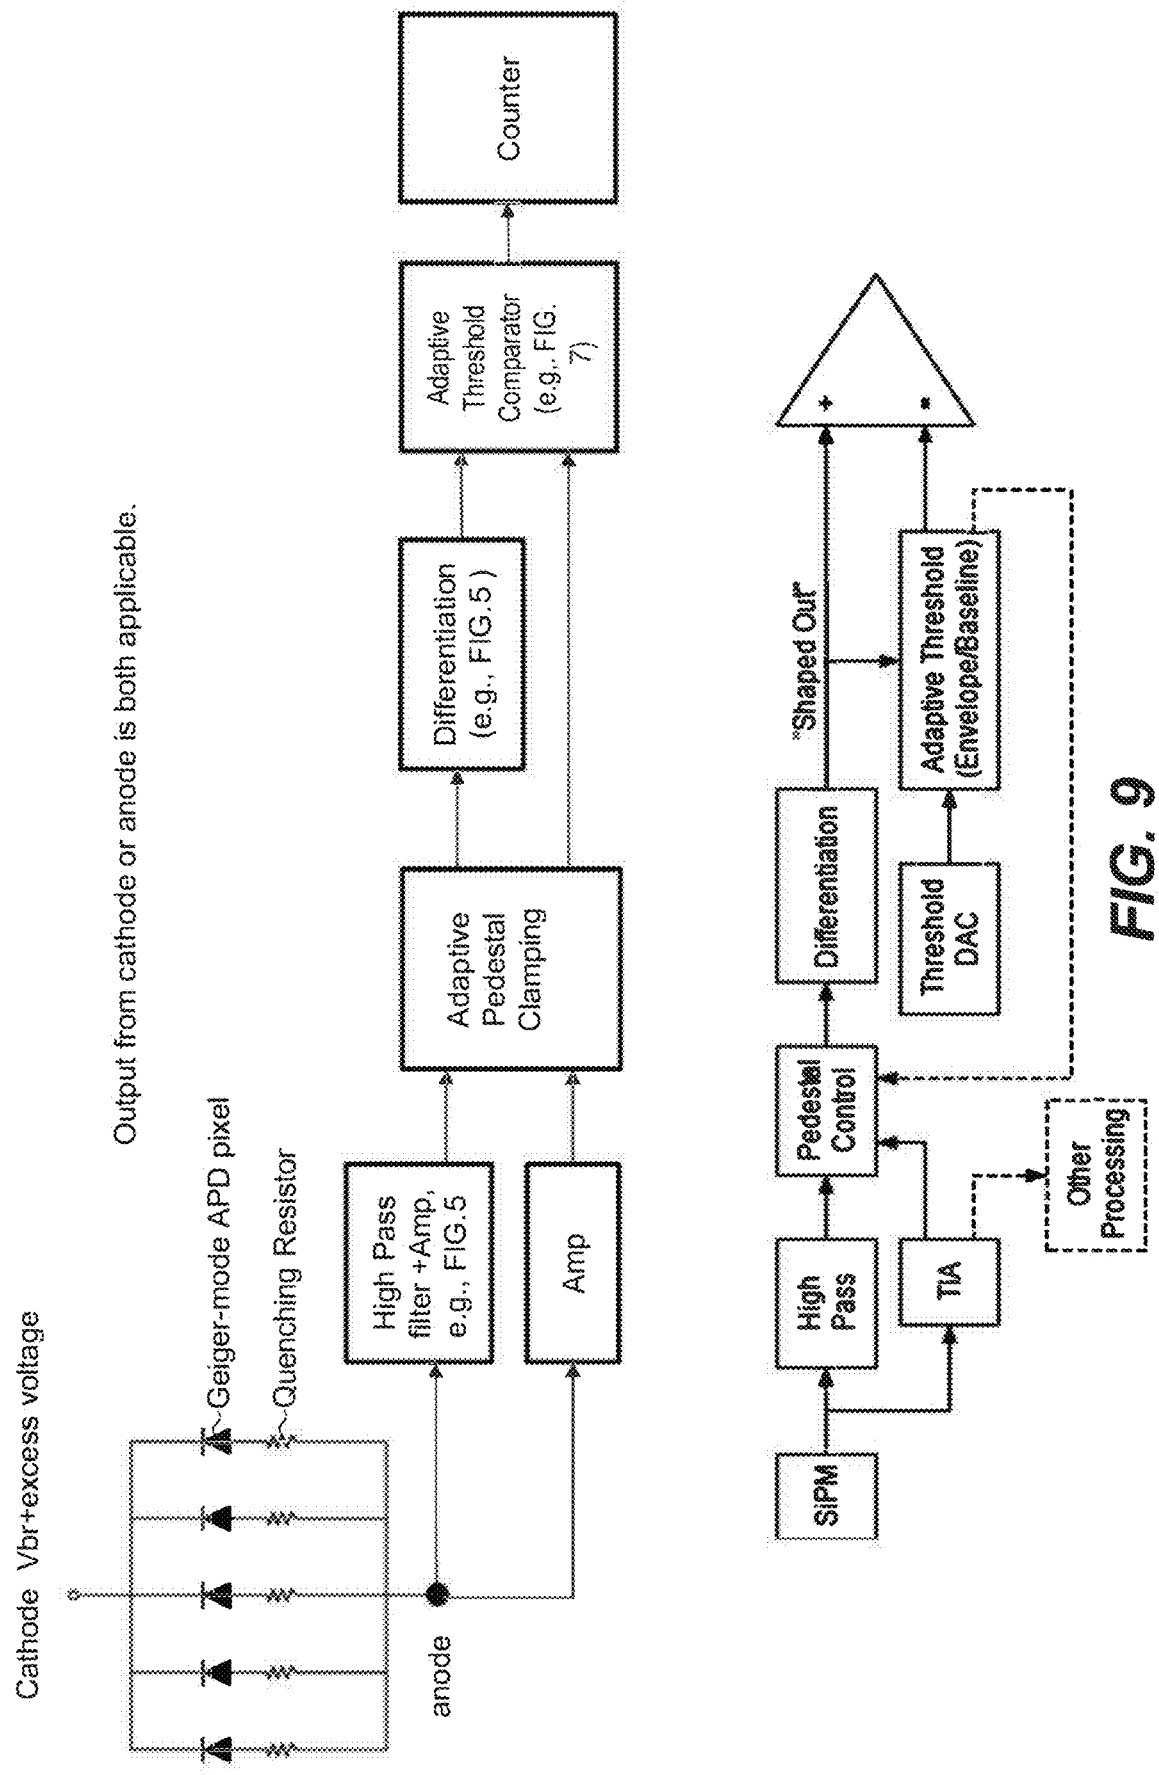 Cathode Vbr+excess voltage
Output from cathode or anode is both applicable.
Geiger-mode APD pixel
Quenching Resistor
anode
High Pass
filter +Amp,
e.g., FIG.5
Amp
Adaptive
Pedestal
Clamping
Differentiation
(e.g., FIG.5 )
Adaptive
Threshold
Comparator
(e.g,. FIG.
7)
Counter
SiPM
High
Pass
TIA
Other
Processing
Pedestal
Control
Differentiation
Threshold
DAC
"Shaped Out"
Adaptive Threshold
(Envelope/Baseline)
+
-
FIG. 9